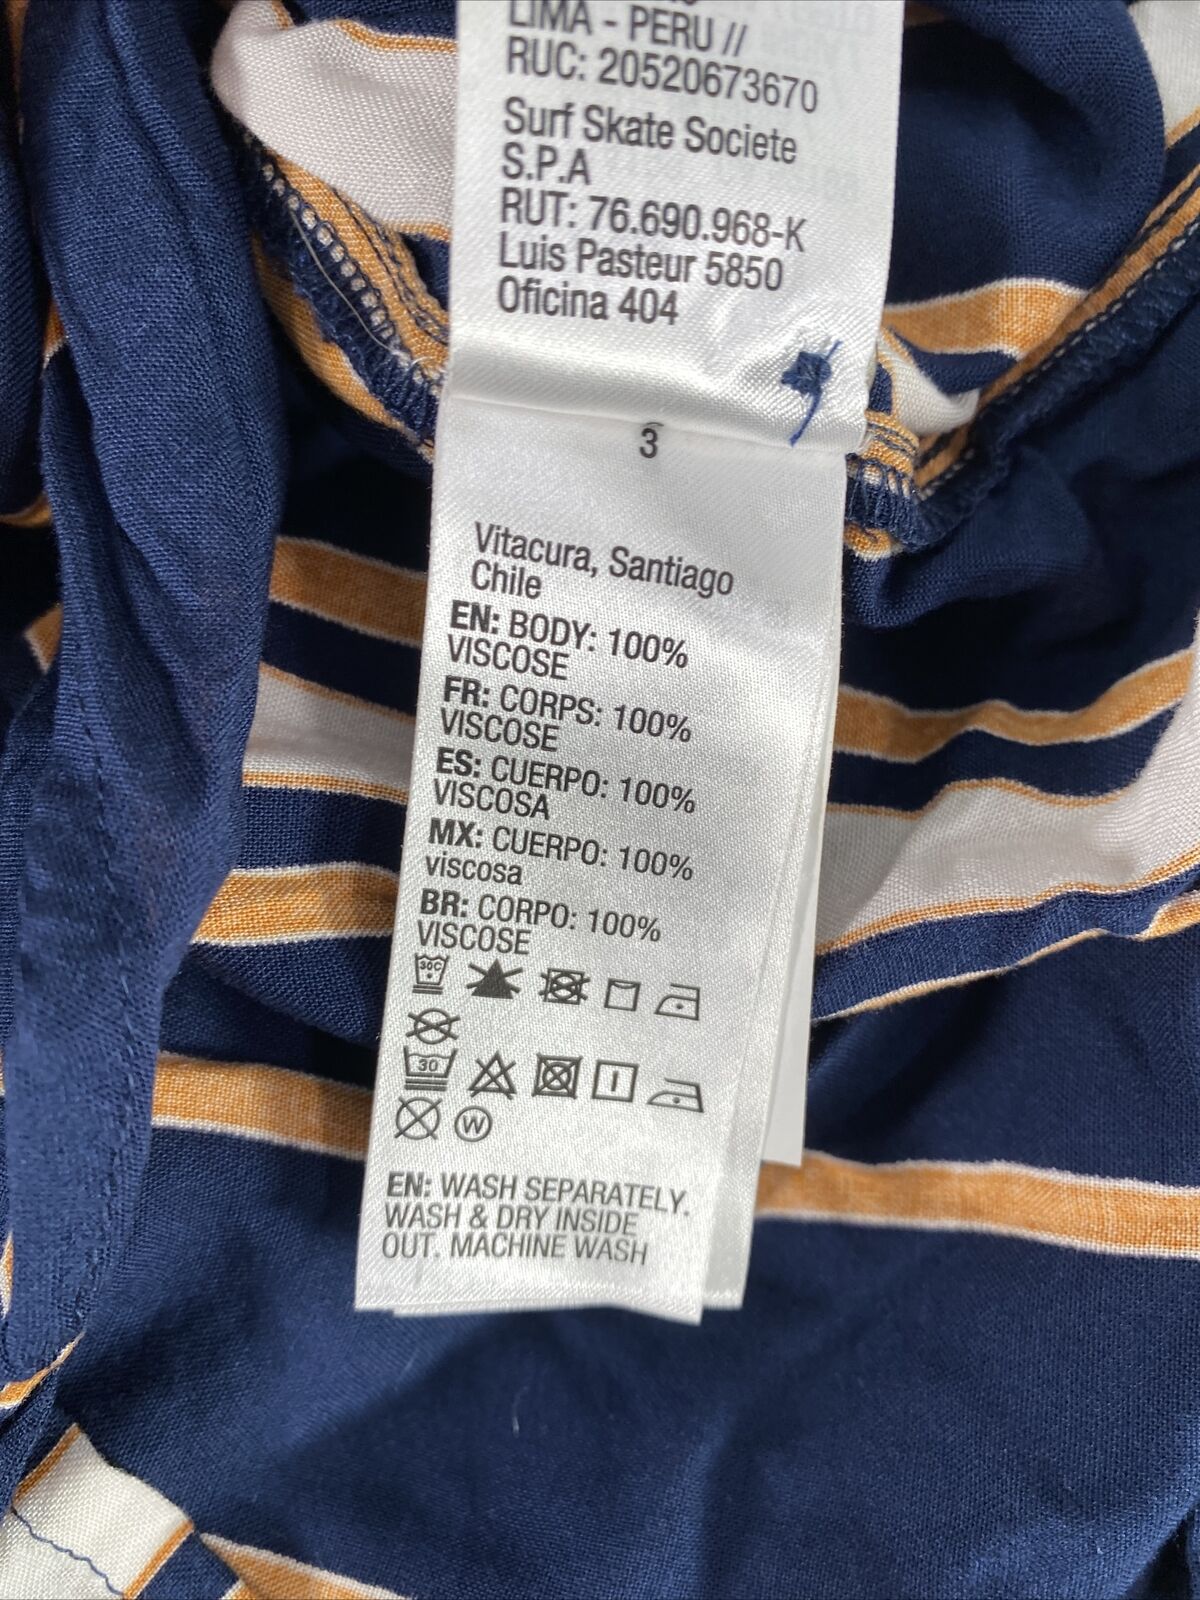 LIMA - PERU //
RUC: 20520673670
Surf Skate Societe
S.P.A
RUT: 76.690.968-K
Luis Pasteur 5850
Oficina 404
3
Vitacura, Santiago
Chile
EN: BODY: 100%
VISCOSE
FR: CORPS: 100%
VISCOSE
ES: CUERPO: 100%
VISCOSA
MX: CUERPO: 100%
viscosa
BR: CORPO: 100%
VISCOSE
30C
30
W
EN: WASH SEPARATELY.
WASH & DRY INSIDE
OUT. MACHINE WASH